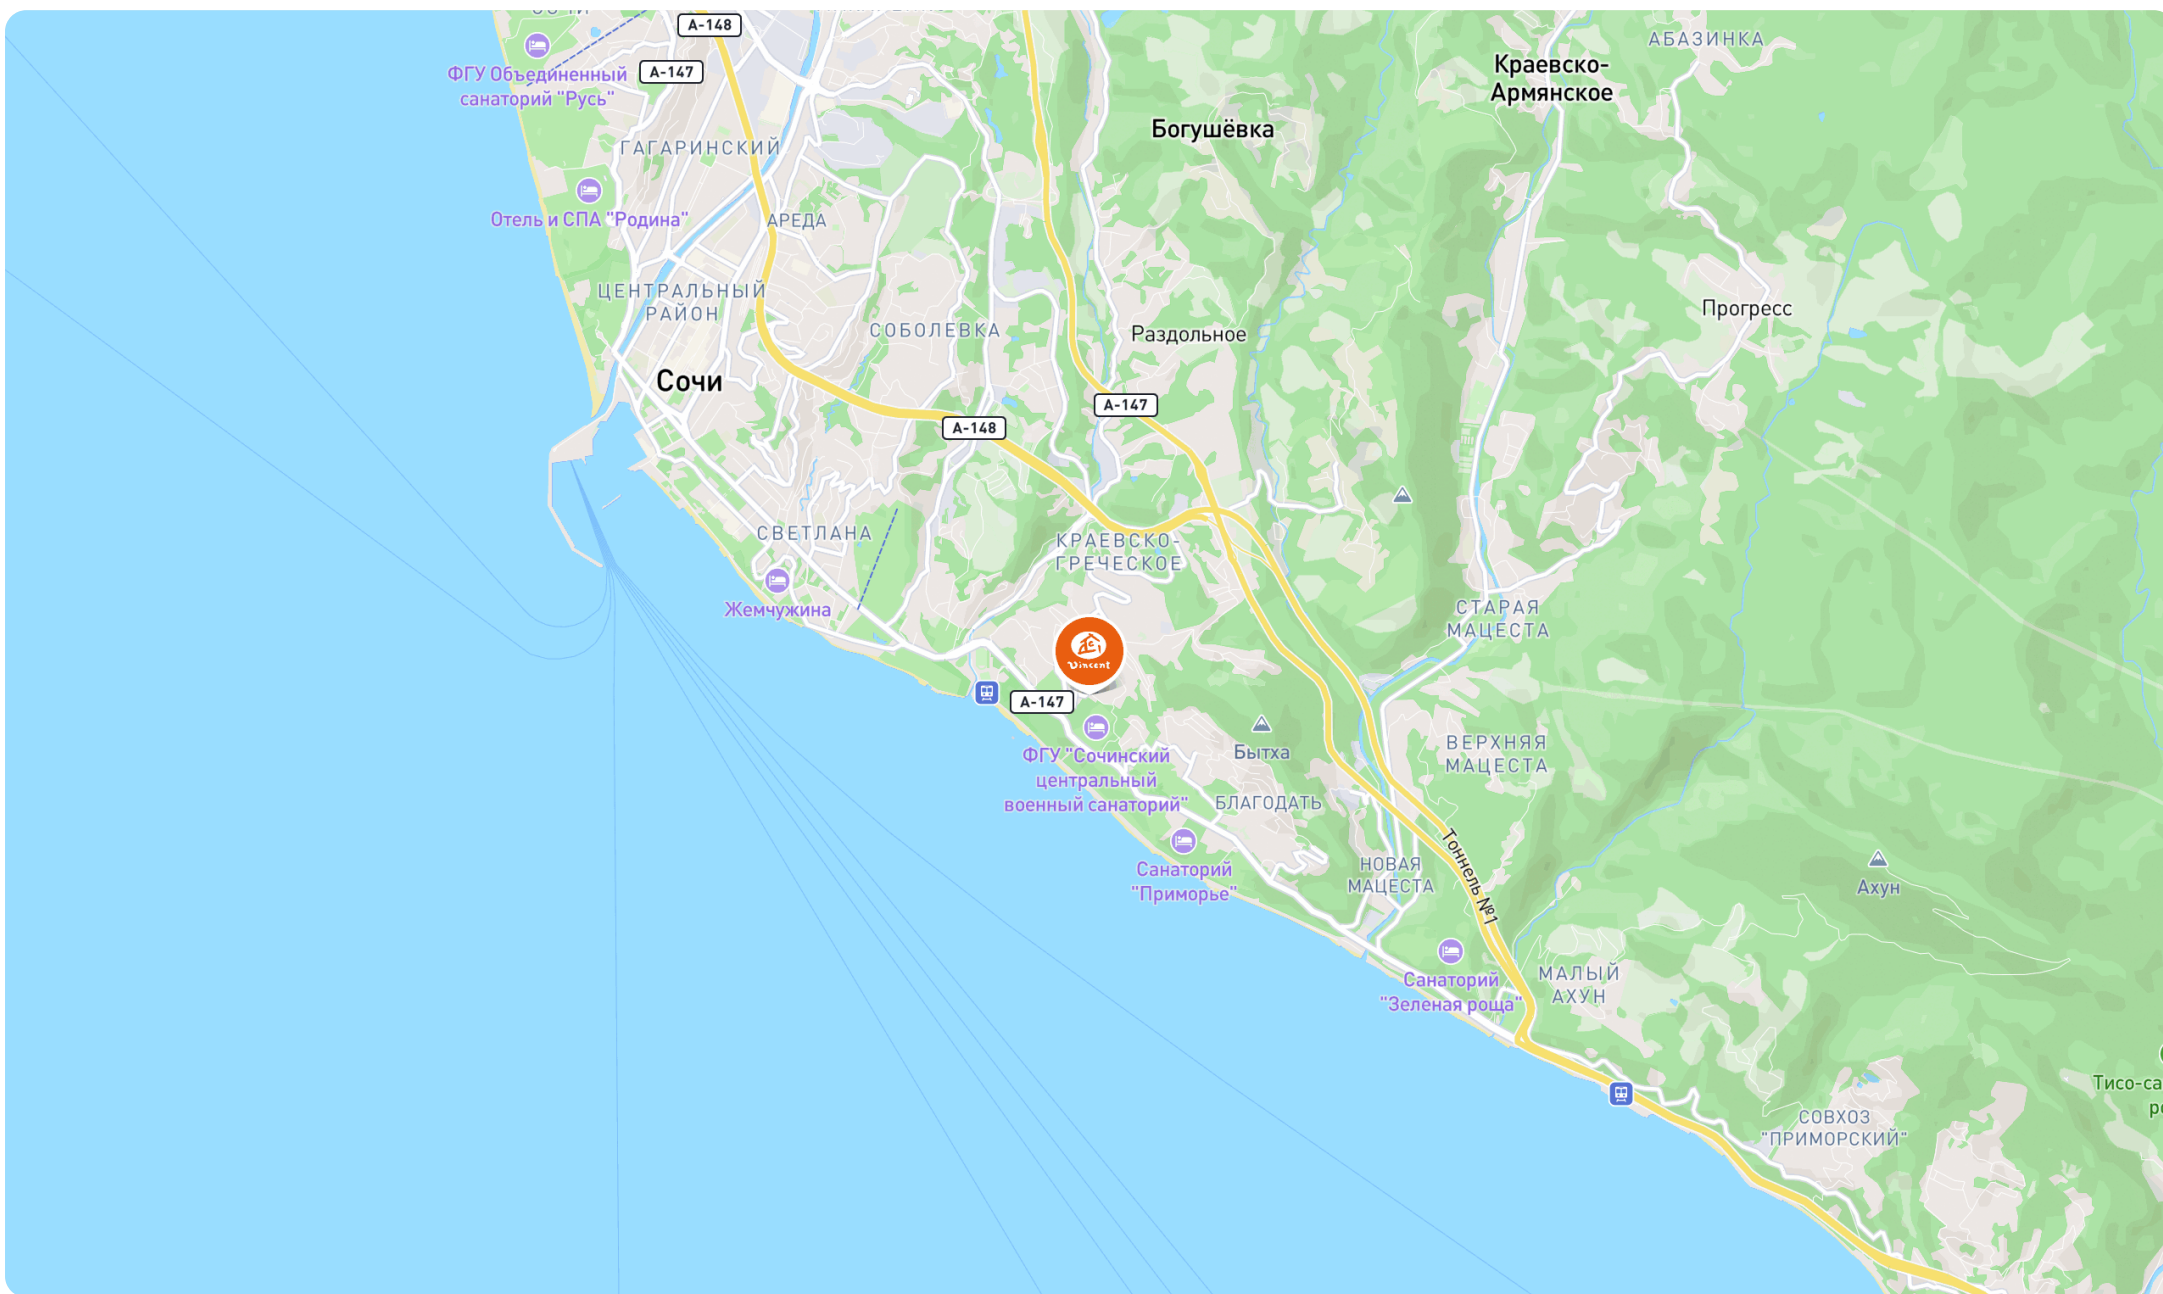 А-148
А-147
ФГУ Объединенный
санаторий "Русь"
АБАЗИНКА
Краевско-
Армянское
Богушёвка
ГАГАРИНСКИЙ
Отель и СПА "Родина"
АРЕДА
ЦЕНТРАЛЬНЫЙ
РАЙОН
СОБОЛЕВКА
Раздольное
Прогресс
Сочи
А-147
А-148
СВЕТЛАНА
КРАЕВСКО-
ГРЕЧЕСКОЕ
Жемчужина
СТАРАЯ
МАЦЕСТА
Vincent
А-147
ФГУ "Сочинский
центральный
военный санаторий"
Бытха
ВЕРХНЯЯ
МАЦЕСТА
БЛАГОДАТЬ
Тоннель №1
Санаторий
"Приморье"
НОВАЯ
МАЦЕСТА
Ахун
Санаторий
"Зеленая роща"
МАЛЫЙ
АХУН
Тисо-са
СОВХОЗ
"ПРИМОРСКИЙ"